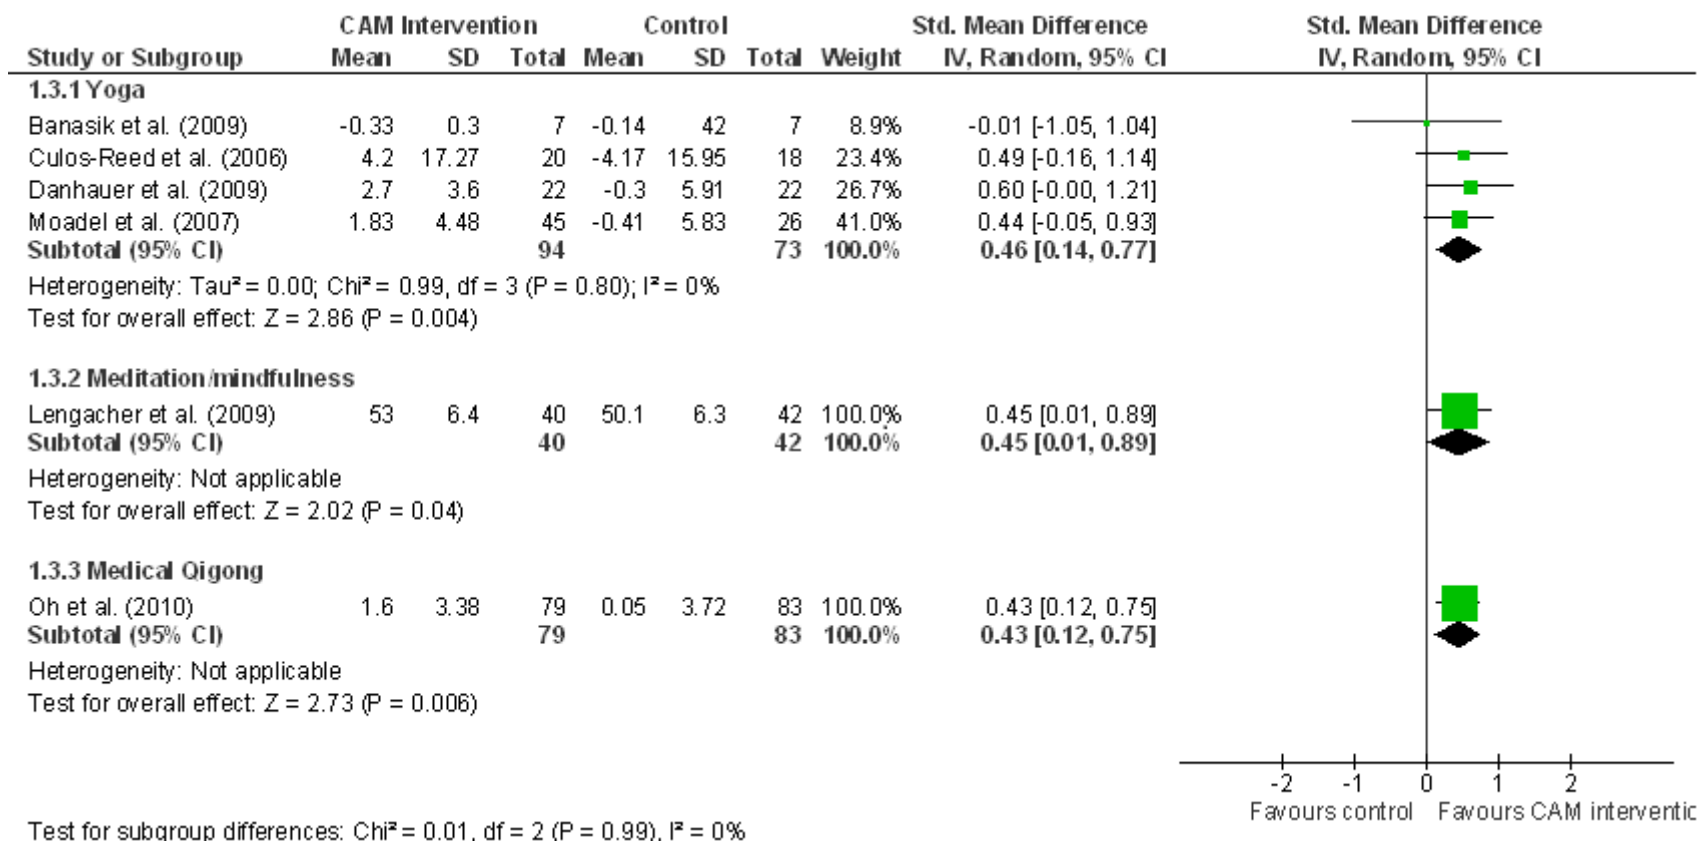 CAM Intervention Control Std. Mean Difference Std. Mean Difference
Study or Subgroup Mean SD Total Mean SD Total Weight IV, Random, 95% CI IV, Random, 95% CI
1.3.1 Yoga
Banasik et al. (2009) -0.33 0.3 7 -0.14 42 7 8.9% -0.01 [-1.05, 1.04]
Culos-Reed et al. (2006) 4.2 17.27 20 -4.17 15.95 18 23.4% 0.49 [-0.16, 1.14]
Danhauer et al. (2009) 2.7 3.6 22 -0.3 5.91 22 26.7% 0.60 [-0.00, 1.21]
Moadel et al. (2007) 1.83 4.48 45 -0.41 5.83 26 41.0% 0.44 [-0.05, 0.93]
Subtotal (95% CI) 94 73 100.0% 0.46 [0.14, 0.77]
Heterogeneity: Tau² = 0.00; Chi² = 0.99, df = 3 (P = 0.80); I² = 0%
Test for overall effect: Z = 2.86 (P = 0.004)
1.3.2 Meditation/mindfulness
Lengacher et al. (2009) 53 6.4 40 50.1 6.3 42 100.0% 0.45 [0.01, 0.89]
Subtotal (95% CI) 40 42 100.0% 0.45 [0.01, 0.89]
Heterogeneity: Not applicable
Test for overall effect: Z = 2.02 (P = 0.04)
1.3.3 Medical Qigong
Oh et al. (2010) 1.6 3.38 79 0.05 3.72 83 100.0% 0.43 [0.12, 0.75]
Subtotal (95% CI) 79 83 100.0% 0.43 [0.12, 0.75]
Heterogeneity: Not applicable
Test for overall effect: Z = 2.73 (P = 0.006)
-2 -1 0 1 2
Favours control Favours CAM interventic
Test for subgroup differences: Chi² = 0.01, df = 2 (P = 0.99), I² = 0%